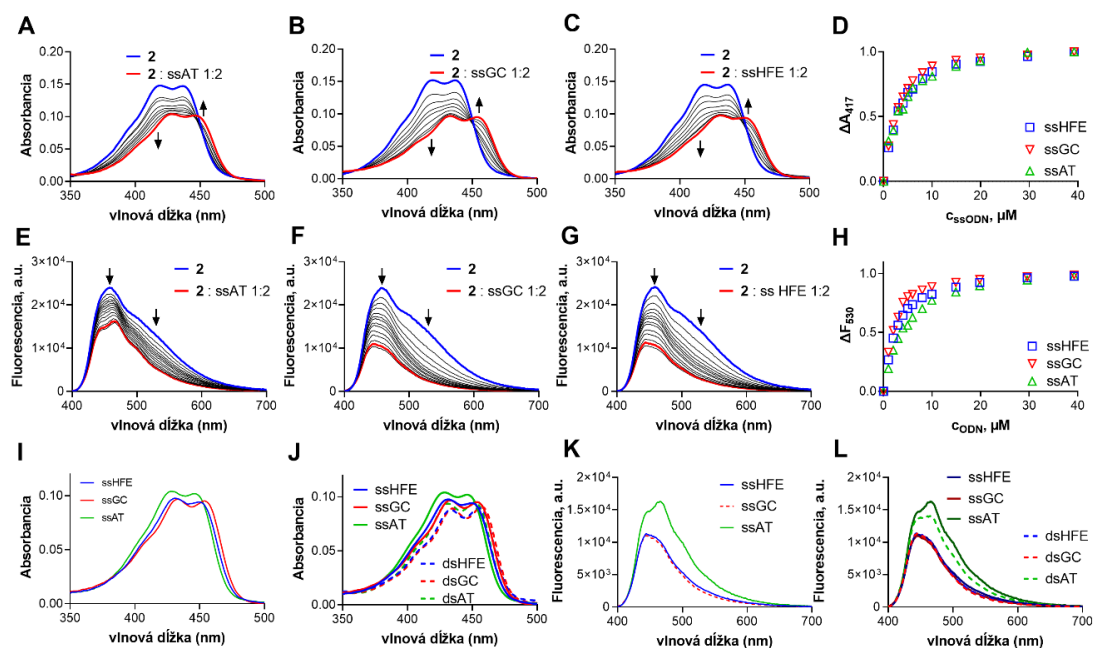 A
B
C
D
2
2 : ssAT 1:2
2
2 : ssGC 1:2
2
2 : ssHFE 1:2
Absorbancia
0.20
0.15
0.10
0.05
0.00
350 400 450 500
vlnová dĺžka (nm)
Absorbancia
0.20
0.15
0.10
0.05
0.00
350 400 450 500
vlnová dĺžka (nm)
Absorbancia
0.20
0.15
0.10
0.05
0.00
350 400 450 500
vlnová dĺžka (nm)
ΔA417
1.0
0.5
0.0
ssHFE
ssGC
ssAT
0 10 20 30 40
cssODN, μM
E
F
G
H
Fluorescencia, a.u.
3×10⁴
2×10⁴
1×10⁴
0
2
2 : ssAT 1:2
400 500 600 700
vlnová dĺžka (nm)
Fluorescencia, a.u.
3×10⁴
2×10⁴
1×10⁴
0
2
2 : ssGC 1:2
400 500 600 700
vlnová dĺžka (nm)
Fluorescencia, a.u.
3×10⁴
2×10⁴
1×10⁴
0
2
2 : ss HFE 1:2
400 500 600 700
vlnová dĺžka (nm)
ΔF530
1.0
0.5
0.0
ssHFE
ssGC
ssAT
0 10 20 30 40
cODN, μM
I
J
K
L
Absorbancia
0.10
0.05
0.00
ssHFE
ssGC
ssAT
350 400 450 500
vlnová dĺžka (nm)
Absorbancia
0.15
0.10
0.05
0.00
ssHFE
ssGC
ssAT
dsHFE
dsGC
dsAT
350 400 450 500
vlnová dĺžka (nm)
Fluorescencia, a.u.
2×10⁴
2×10⁴
1×10⁴
5×10³
0
ssHFE
ssGC
ssAT
400 500 600 700
vlnová dĺžka (nm)
Fluorescencia, a.u.
2×10⁴
2×10⁴
1×10⁴
5×10³
0
ssHFE
ssGC
ssAT
dsHFE
dsGC
dsAT
400 500 600 700
vlnová dĺžka (nm)